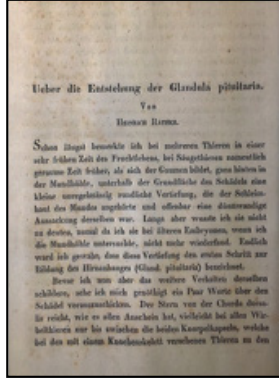 Ueber die Entstehung der Glandula pituitaria.
Von
Heinrich Rathke.
Schon längst bemerkte ich bei mehreren Thieren in einer
sehr frühen Zeit des Fruchtlebens, bei Säugethieren namentlich
geraume Zeit früher, als sich der Gaumen bildet, ganz hinten in
der Mundhöhle, unterhalb der Grundfläche des Schädels eine
kleine unregelmässig rundliche Vertiefung, die der Schleim-
haut des Mundes angehörte und offenbar eine dünnwandige
Aussackung derselben war. Lange aber wusste ich sie nicht
zu deuten, zumal da ich sie bei älteren Embryonen, wenn ich
die Mundhöhle untersuchte, nicht mehr wiederfand. Endlich
ward ich gewahr, dass diese Vertiefung den ersten Schritt zur
Bildung des Hirnanhanges (Gland. pituitaria) bezeichnet.
Bevor ich nun aber das weitere Verhalten derselben
schildere, sehe ich mich genöthigt ein Paar Worte über den
Schädel vorauszuschicken. Der Stern von der Chorda dorsa-
lis reicht, wie es allen Anschein hat, vielleicht bei allen Wir-
belthieren nur bis zwischen die beiden Knorpelkapseln, welche
bei den mit einem Knochenskelett versehenen Thieren zu den